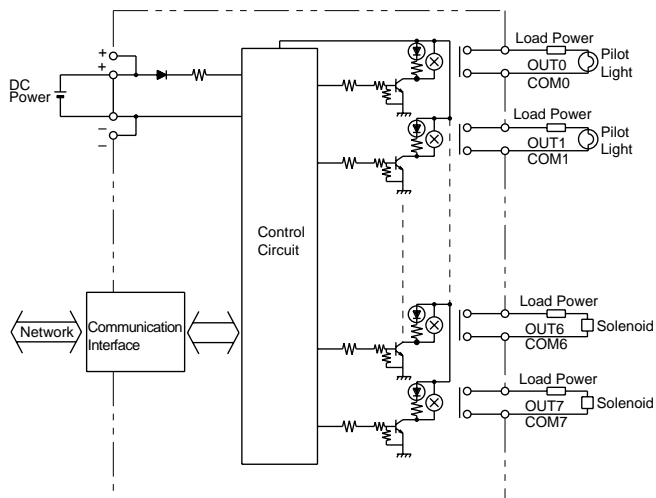 +
+
DC
Power
−
−
Load Power
OUT0
COM0
Pilot
Light
Load Power
OUT1
COM1
Pilot
Light
Control
Circuit
Network
Communication
Interface
Load Power
OUT6
COM6
Solenoid
Load Power
OUT7
COM7
Solenoid